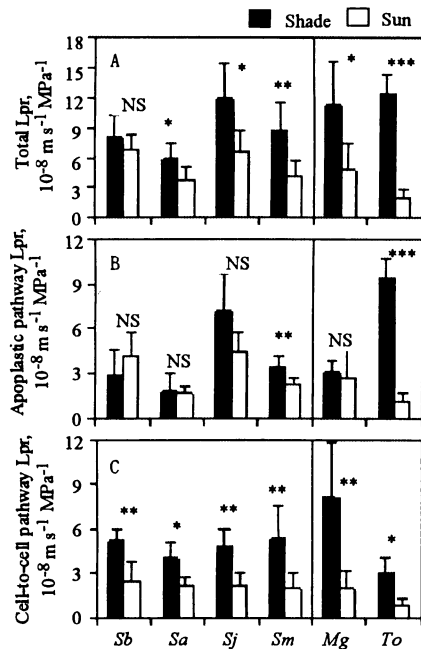 Shade Sun
A
Total Lpr,
10-8 m s-1 MPa-1
18
15
12
9
6
3
0
NS * * ** * ***
B
Apoplastic pathway Lpr,
10-8 m s-1 MPa-1
12
9
6
3
0
NS NS NS ** NS ***
C
Cell-to-cell pathway Lpr,
10-8 m s-1 MPa-1
12
9
6
3
0
** * ** ** ** *
Sb Sa Sj Sm Mg To